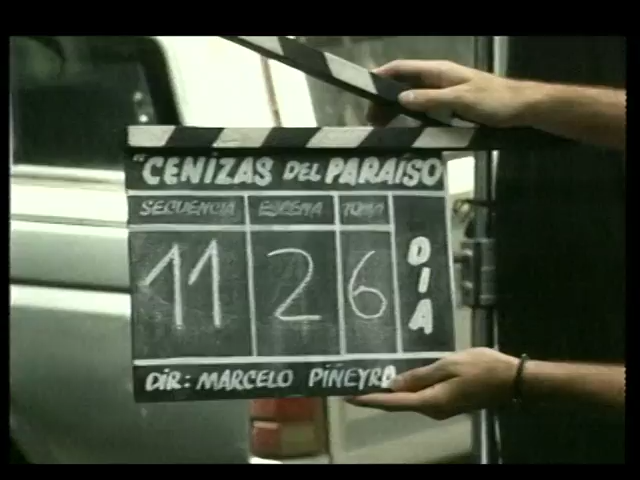 "CENIZAS DEL PARAISO
SECUENCIA ESCENA TOMA
11 2 6 DIA
DIR: MARCELO PIÑEYRO